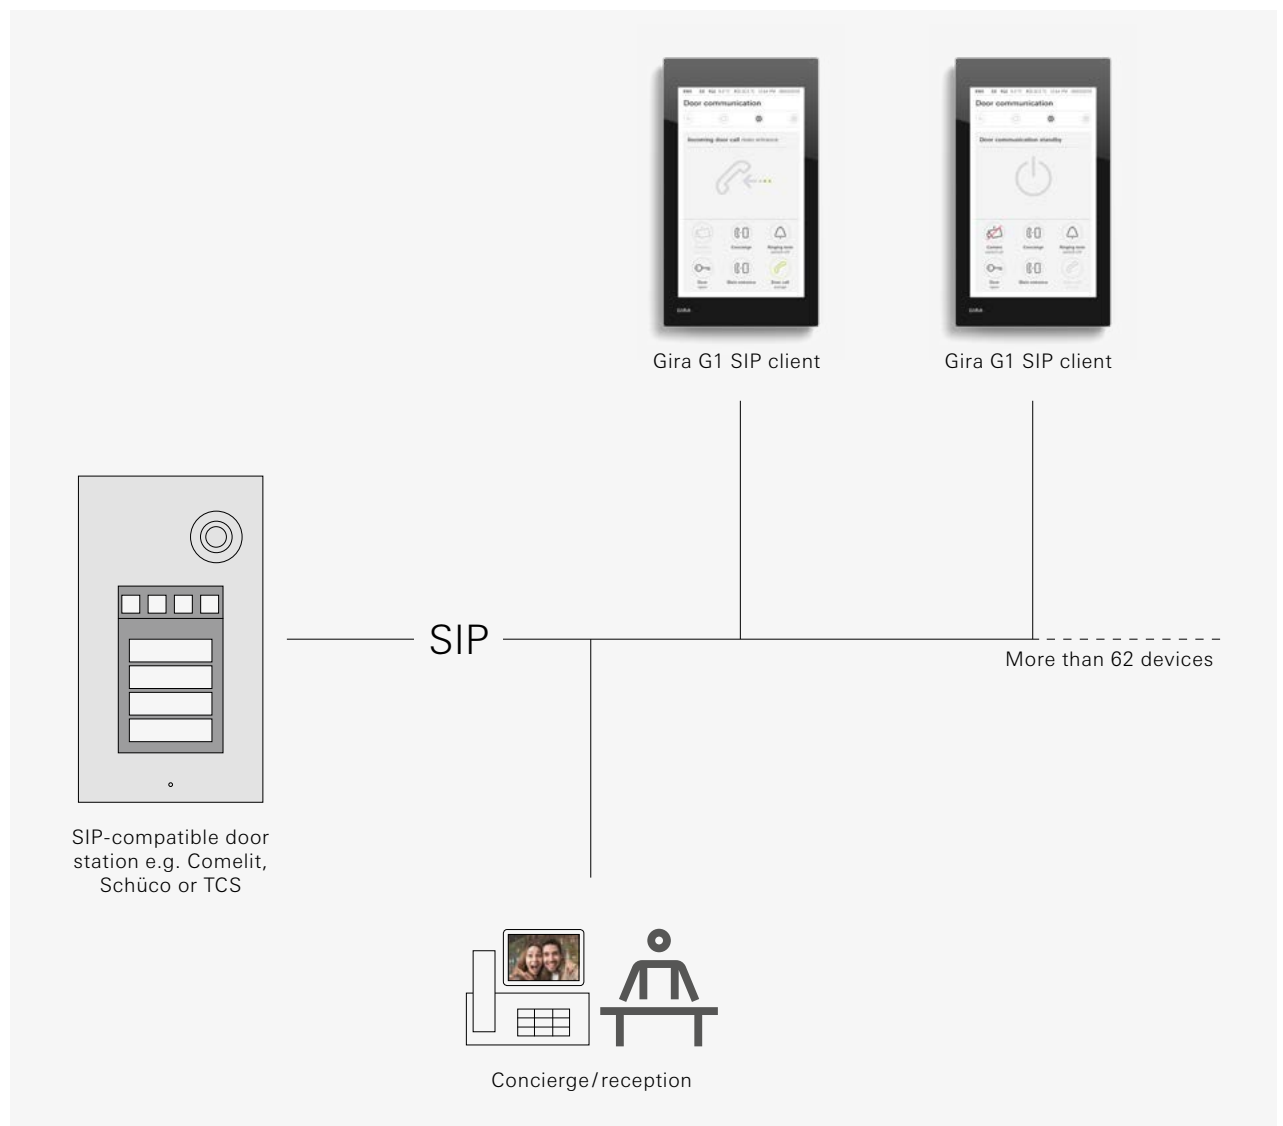 Door communication
Incoming door call main entrance
Concierge
Ringing tone
Door
Main entrance
Door call
GIRA
Gira G1 SIP client
Door communication
Door communication standby
Camera
Concierge
Ringing tone
Door
Main entrance
GIRA
Gira G1 SIP client
SIP
More than 62 devices
SIP-compatible door
station e.g. Comelit,
Schüco or TCS
Concierge/reception